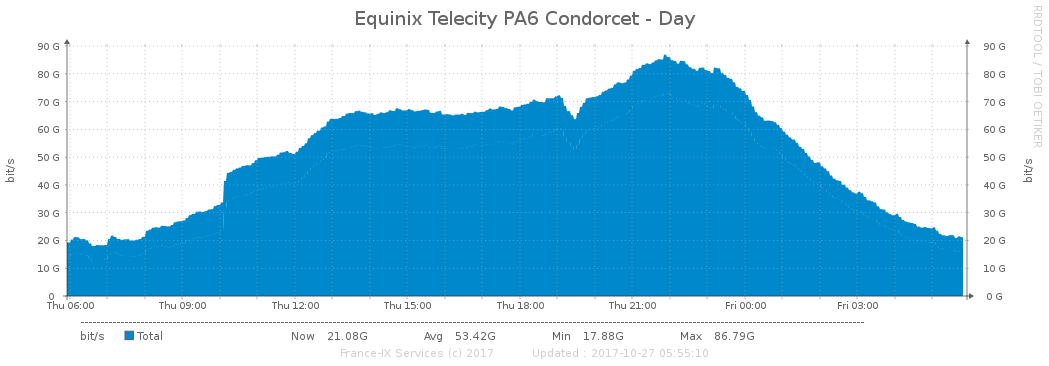 Equinix Telecity PA6 Condorcet - Day
RRDTOOL / TOBI OETIKER
90 G 90 G
80 G 80 G
70 G 70 G
60 G 60 G
50 G 50 G
40 G 40 G
30 G 30 G
20 G 20 G
10 G 10 G
0 0 G
bit/s bit/s
Thu 06:00 Thu 09:00 Thu 12:00 Thu 15:00 Thu 18:00 Thu 21:00 Fri 00:00 Fri 03:00
bit/s Total Now 21.08G Avg 53.42G Min 17.88G Max 86.79G
France-IX Services (c) 2017 Updated : 2017-10-27 05:55:10